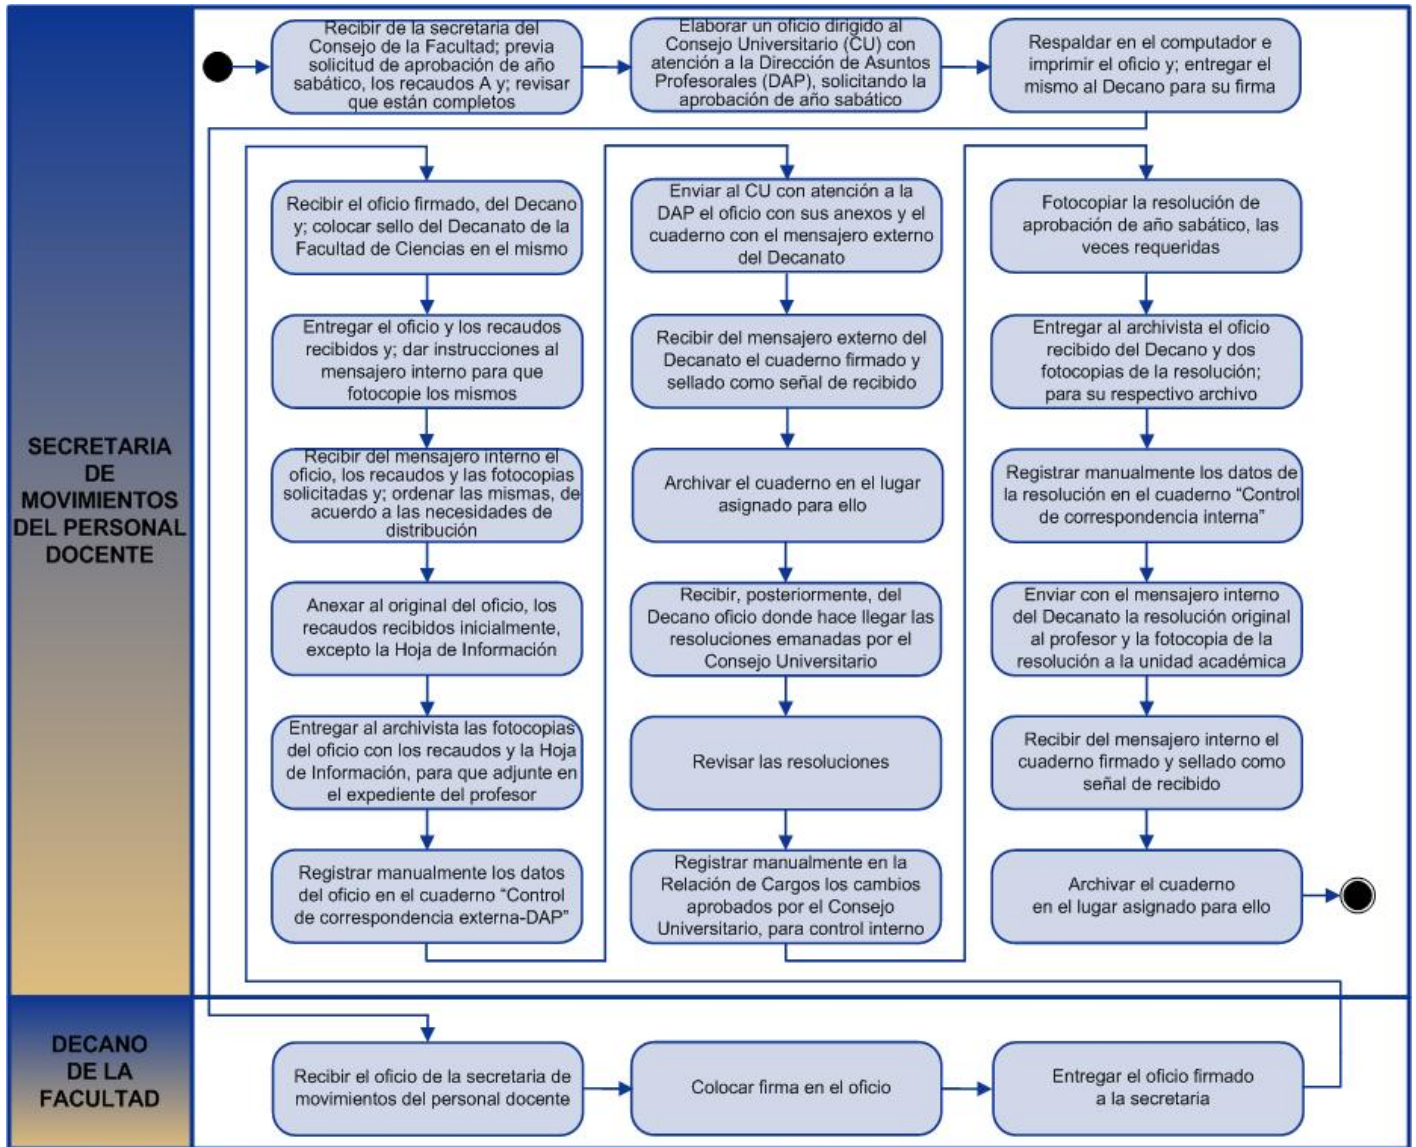 SECRETARIA
DE
MOVIMIENTOS
DEL PERSONAL
DOCENTE
Recibir de la secretaria del
Consejo de la Facultad; previa
solicitud de aprobación de año
sabático, los recaudos A y; revisar
que están completos
Elaborar un oficio dirigido al
Consejo Universitario (CU) con
atención a la Dirección de Asuntos
Profesorales (DAP), solicitando la
aprobación de año sabático
Respaldar en el computador e
imprimir el oficio y; entregar el
mismo al Decano para su firma
Recibir el oficio firmado, del Decano
y; colocar sello del Decanato de la
Facultad de Ciencias en el mismo
Entregar el oficio y los recaudos
recibidos y; dar instrucciones al
mensajero interno para que
fotocopie los mismos
Recibir del mensajero interno el
oficio, los recaudos y las fotocopias
solicitadas y; ordenar las mismas, de
acuerdo a las necesidades de
distribución
Anexar al original del oficio, los
recaudos recibidos inicialmente,
excepto la Hoja de Información
Entregar al archivista las fotocopias
del oficio con los recaudos y la Hoja
de Información, para que adjunte en
el expediente del profesor
Registrar manualmente los datos
del oficio en el cuaderno “Control
de correspondencia externa-DAP”
Enviar al CU con atención a la
DAP el oficio con sus anexos y el
cuaderno con el mensajero externo
del Decanato
Recibir del mensajero externo del
Decanato el cuaderno firmado y
sellado como señal de recibido
Archivar el cuaderno en el lugar
asignado para ello
Recibir, posteriormente, del
Decano oficio donde hace llegar las
resoluciones emanadas por el
Consejo Universitario
Revisar las resoluciones
Registrar manualmente en la
Relación de Cargos los cambios
aprobados por el Consejo
Universitario, para control interno
Fotocopiar la resolución de
aprobación de año sabático, las
veces requeridas
Entregar al archivista el oficio
recibido del Decano y dos
fotocopias de la resolución;
para su respectivo archivo
Registrar manualmente los datos de
la resolución en el cuaderno “Control
de correspondencia interna”
Enviar con el mensajero interno
del Decanato la resolución original
al profesor y la fotocopia de la
resolución a la unidad académica
Recibir del mensajero interno el
cuaderno firmado y sellado como
señal de recibido
Archivar el cuaderno
en el lugar asignado para ello
DECANO
DE LA
FACULTAD
Recibir el oficio de la secretaria de
movimientos del personal docente
Colocar firma en el oficio
Entregar el oficio firmado
a la secretaria